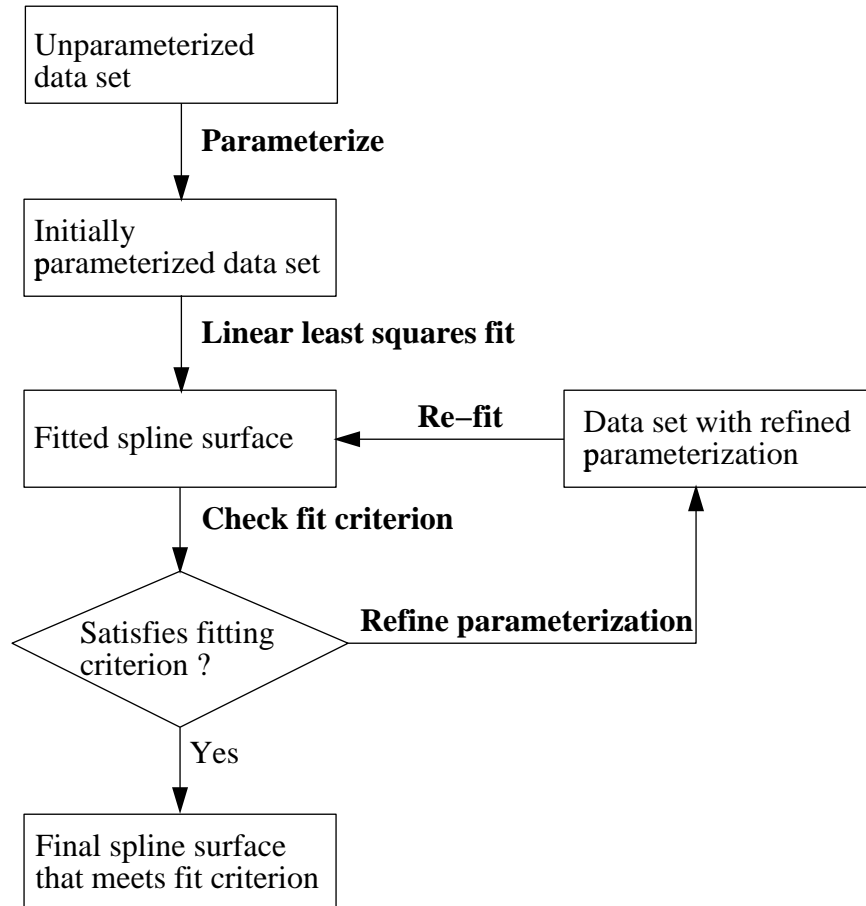 Unparameterized
data set
Parameterize
Initially
parameterized data set
Linear least squares fit
Fitted spline surface
Re−fit
Data set with refined
parameterization
Check fit criterion
Satisfies fitting
criterion ?
Refine parameterization
Yes
Final spline surface
that meets fit criterion